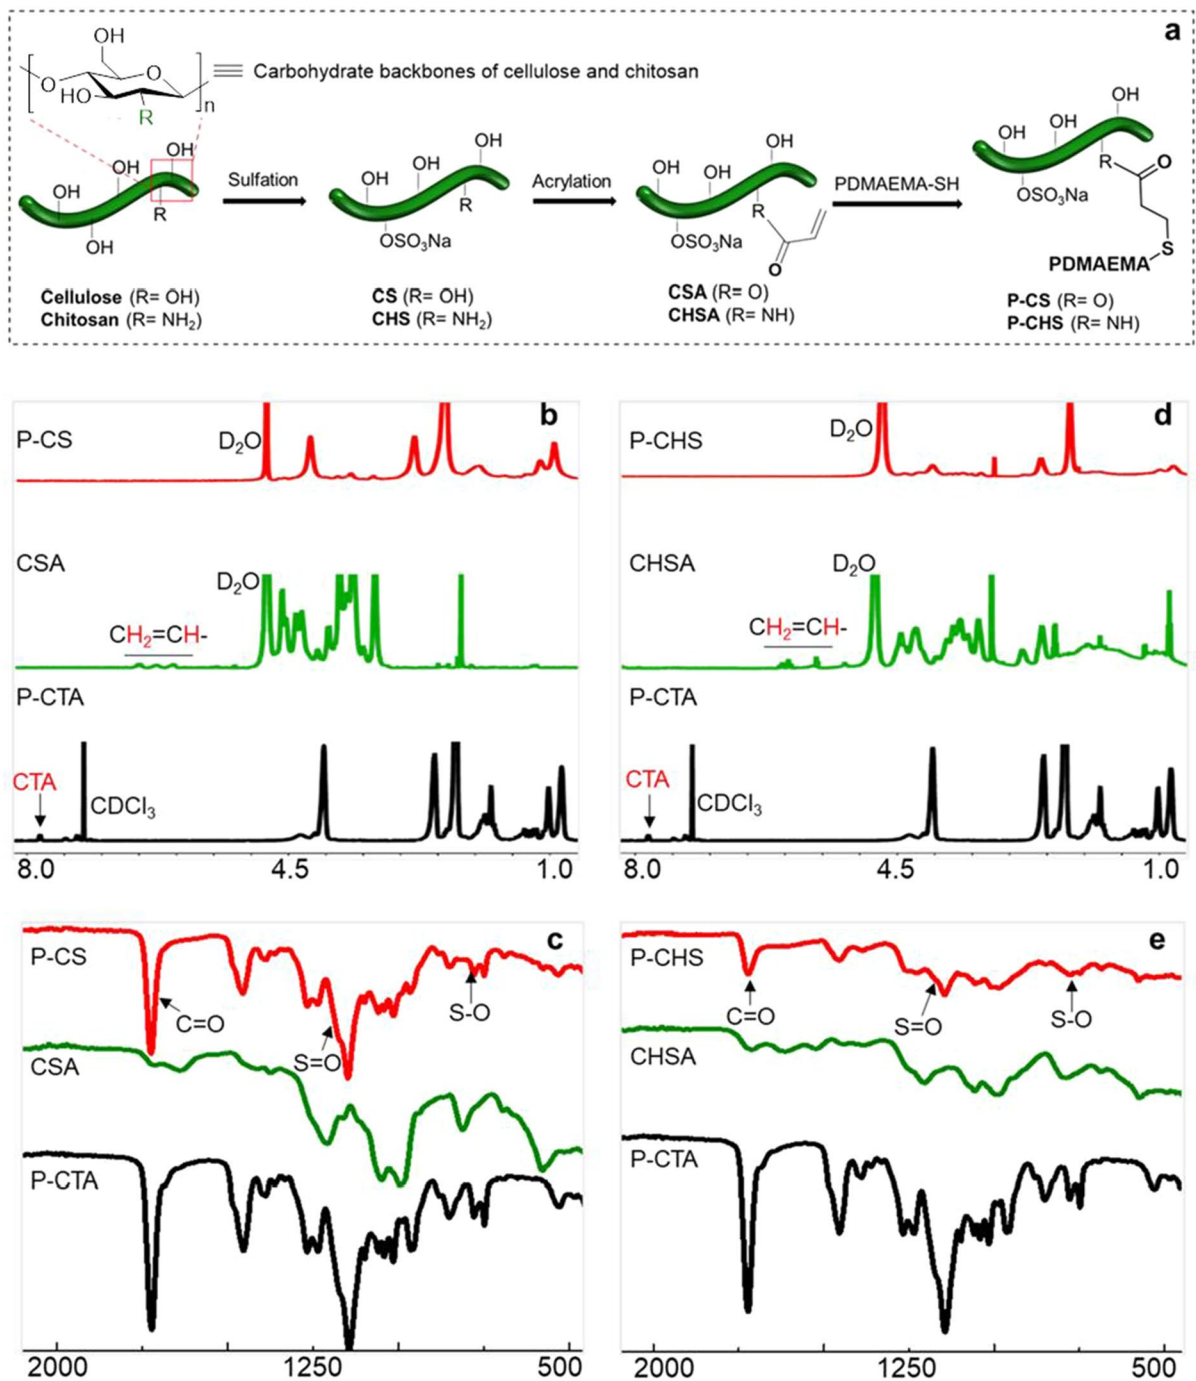 a
OH
O
O
HO
R
n
Carbohydrate backbones of cellulose and chitosan
OH
OH
OH
R
OH
Cellulose (R= OH)
Chitosan (R= NH₂)
Sulfation
OH
OH
OH
R
OSO₃Na
CS (R= OH)
CHS (R= NH₂)
Acrylation
OH
OH
OH
R
OSO₃Na
O
CSA (R= O)
CHSA (R= NH)
PDMAEMA-SH
OH
OH
OH
R
O
OSO₃Na
S
PDMAEMA
P-CS (R= O)
P-CHS (R= NH)
b
P-CS
D₂O
CSA
D₂O
CH₂=CH-
P-CTA
CTA
CDCl₃
8.0 4.5 1.0
d
P-CHS
D₂O
CHSA
D₂O
CH₂=CH-
P-CTA
CTA
CDCl₃
8.0 4.5 1.0
c
P-CS
C=O
S=O
S-O
CSA
P-CTA
2000 1250 500
e
P-CHS
C=O
S=O
S-O
CHSA
P-CTA
2000 1250 500